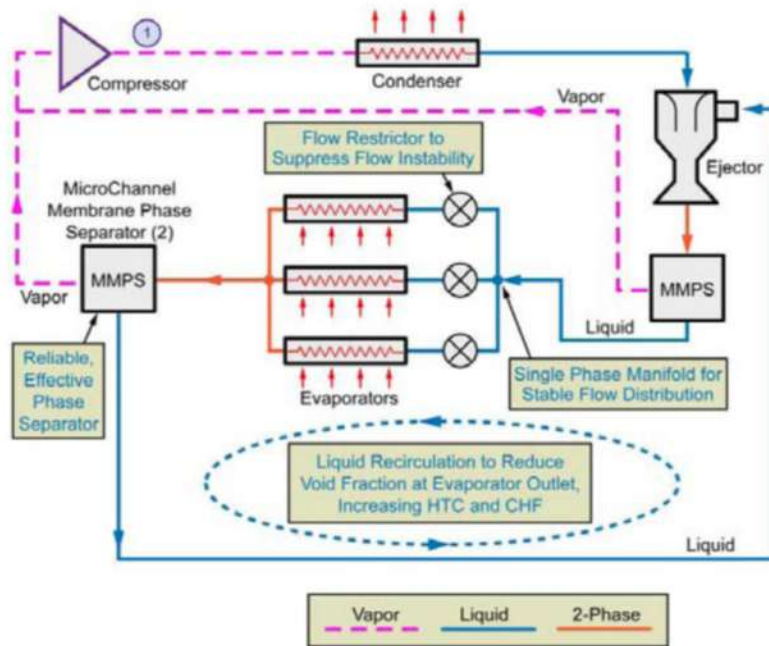 1
Compressor
Condenser
Vapor
Ejector
Flow Restrictor to
Suppress Flow Instability
MicroChannel
Membrane Phase
Separator (2)
MMPS
Vapor
MMPS
Liquid
Reliable,
Effective
Phase
Separator
Evaporators
Single Phase Manifold for
Stable Flow Distribution
Liquid Recirculation to Reduce
Void Fraction at Evaporator Outlet,
Increasing HTC and CHF
Liquid
Vapor Liquid 2-Phase